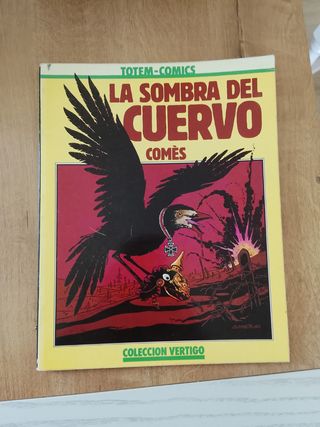 TOTEM-COMICS
LA SOMBRA DEL
CUERVO
COMÈS
COLECCION VERTIGO